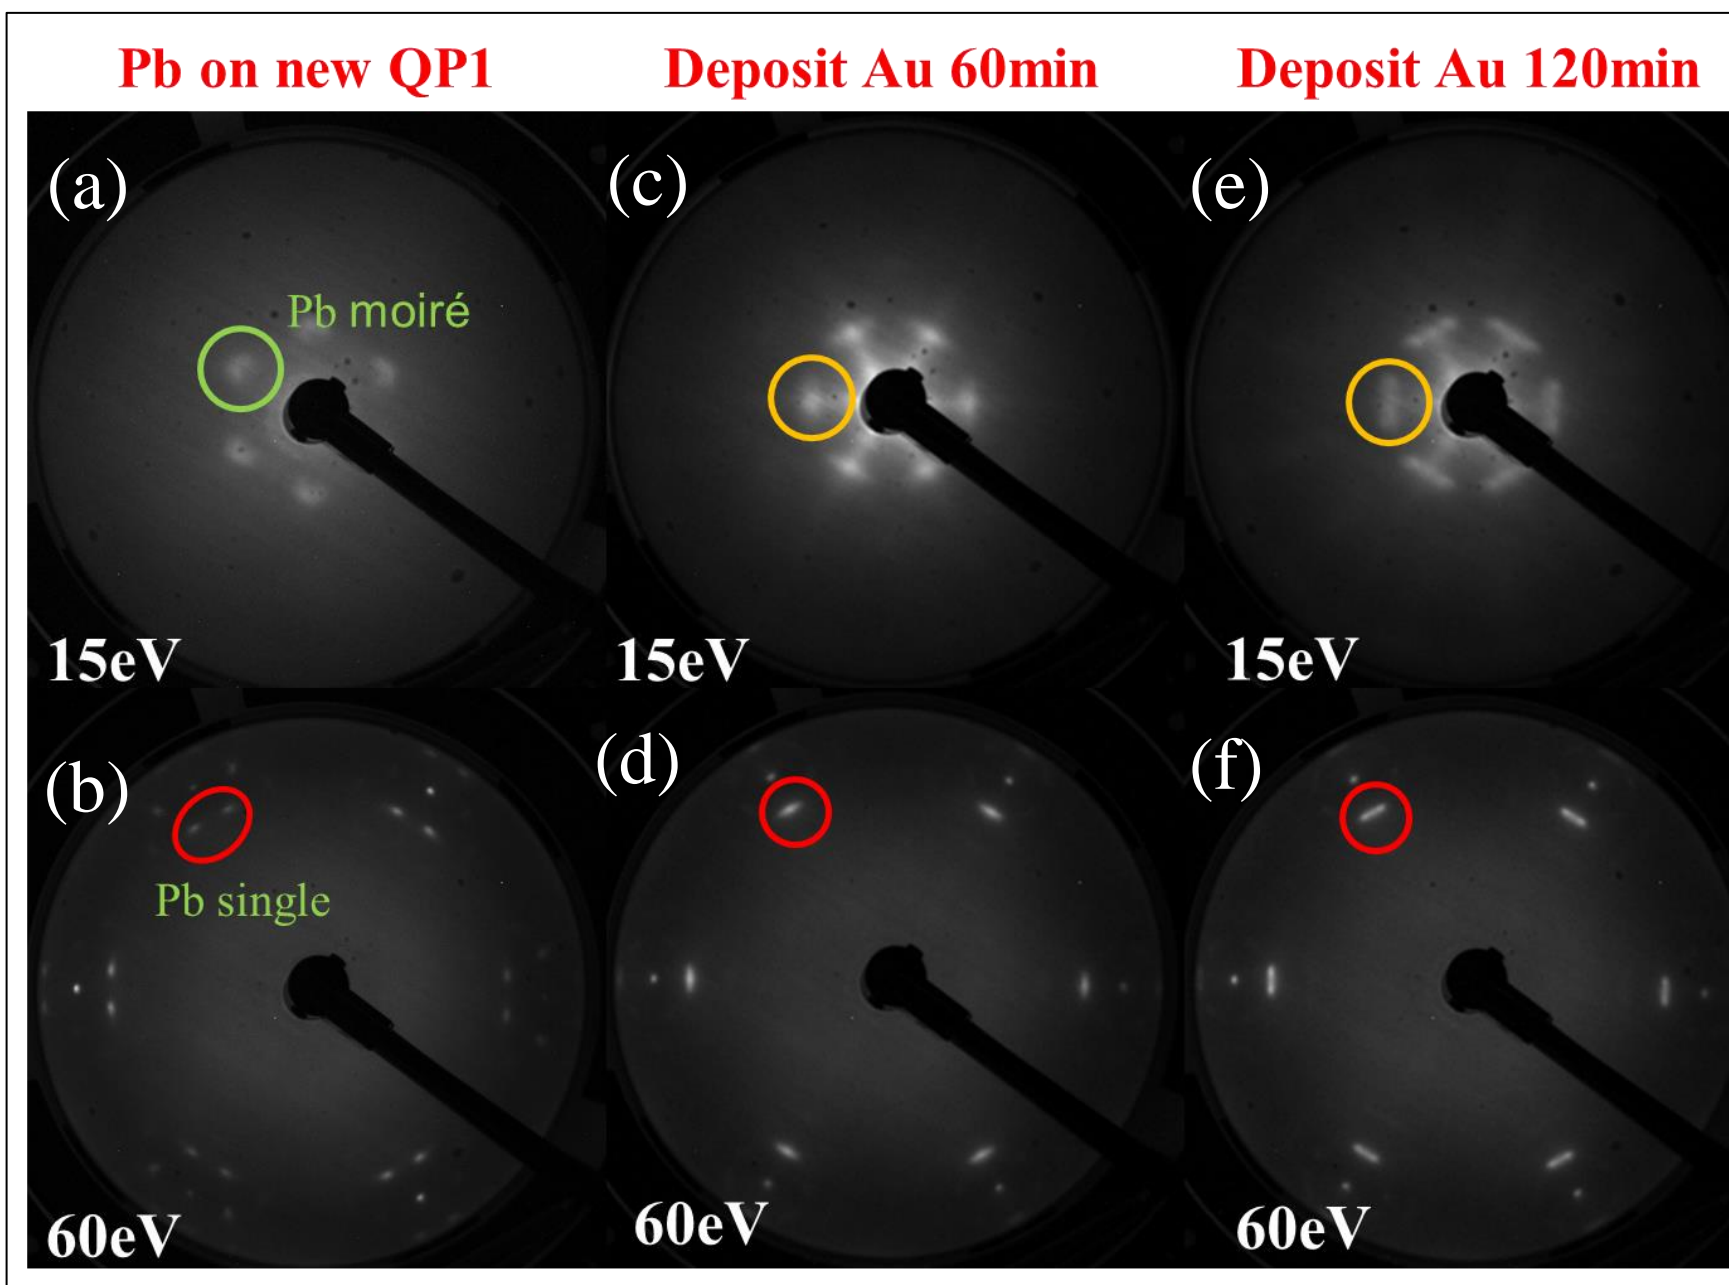 Pb on new QP1
Deposit Au 60min
Deposit Au 120min
(a)
(c)
(e)
Pb moiré
15eV
15eV
15eV
(b)
(d)
(f)
Pb single
60eV
60eV
60eV